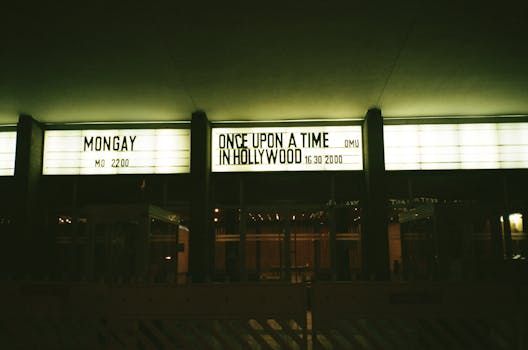 MONGAY
MO 22.00
ONCE UPON A TIME OMU
IN HOLLYWOOD 16.30 20.00